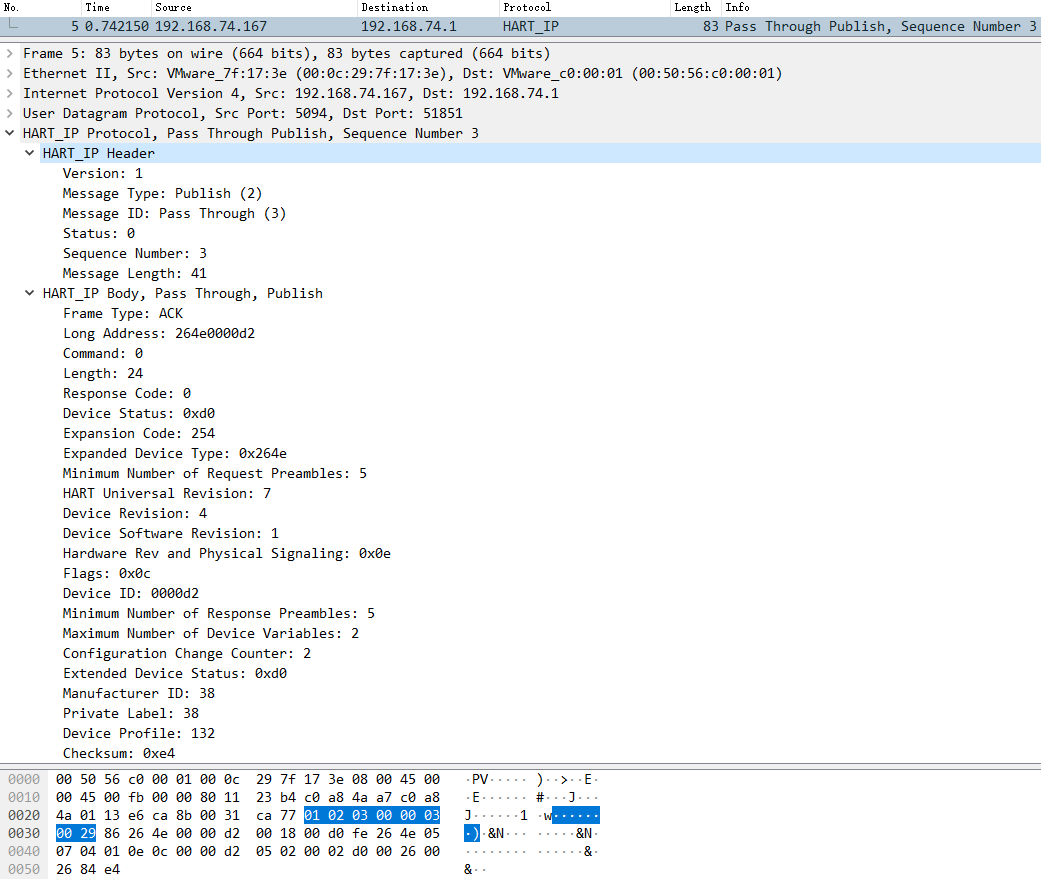 No. Time Source Destination Protocol Length Info
5 0.742150 192.168.74.167 192.168.74.1 HART_IP 83 Pass Through Publish, Sequence Number 3
Frame 5: 83 bytes on wire (664 bits), 83 bytes captured (664 bits)
Ethernet II, Src: VMware_7f:17:3e (00:0c:29:7f:17:3e), Dst: VMware_c0:00:01 (00:50:56:c0:00:01)
Internet Protocol Version 4, Src: 192.168.74.167, Dst: 192.168.74.1
User Datagram Protocol, Src Port: 5094, Dst Port: 51851
HART_IP Protocol, Pass Through Publish, Sequence Number 3
HART_IP Header
Version: 1
Message Type: Publish (2)
Message ID: Pass Through (3)
Status: 0
Sequence Number: 3
Message Length: 41
HART_IP Body, Pass Through, Publish
Frame Type: ACK
Long Address: 264e0000d2
Command: 0
Length: 24
Response Code: 0
Device Status: 0xd0
Expansion Code: 254
Expanded Device Type: 0x264e
Minimum Number of Request Preambles: 5
HART Universal Revision: 7
Device Revision: 4
Device Software Revision: 1
Hardware Rev and Physical Signaling: 0x0e
Flags: 0x0c
Device ID: 0000d2
Minimum Number of Response Preambles: 5
Maximum Number of Device Variables: 2
Configuration Change Counter: 2
Extended Device Status: 0xd0
Manufacturer ID: 38
Private Label: 38
Device Profile: 132
Checksum: 0xe4
0000 00 50 56 c0 00 01 00 0c 29 7f 17 3e 08 00 45 00 ·PV····· )··>··E·
0010 00 45 00 fb 00 00 80 11 23 b4 c0 a8 4a a7 c0 a8 ·E······ #···J···
0020 4a 01 13 e6 ca 8b 00 31 ca 77 01 02 03 00 00 03 J······1 ·w······
0030 00 29 86 26 4e 00 00 d2 00 18 00 d0 fe 26 4e 05 ·)·&N··· ·····&N·
0040 07 04 01 0e 0c 00 00 d2 05 02 00 02 d0 00 26 00 ········ ······&·
0050 26 84 e4 &··